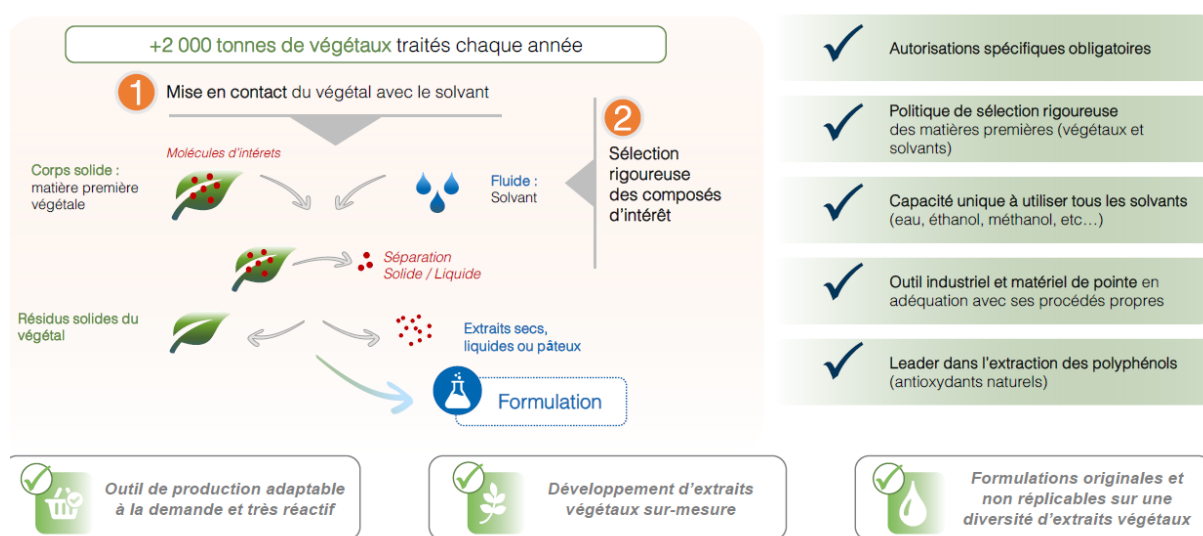 +2 000 tonnes de végétaux traités chaque année
1
Mise en contact du végétal avec le solvant
2
Sélection
rigoureuse
des composés
d'intérêt
Molécules d'intérets
Corps solide :
matière première
végétale
Fluide :
Solvant
Séparation
Solide / Liquide
Résidus solides du
végétal
Extraits secs,
liquides ou pâteux
Formulation
Autorisations spécifiques obligatoires
Politique de sélection rigoureuse
des matières premières (végétaux et
solvants)
Capacité unique à utiliser tous les solvants
(eau, éthanol, méthanol, etc…)
Outil industriel et matériel de pointe en
adéquation avec ses procédés propres
Leader dans l'extraction des polyphénols
(antioxydants naturels)
Outil de production adaptable
à la demande et très réactif
Développement d'extraits
végétaux sur-mesure
Formulations originales et
non réplicables sur une
diversité d'extraits végétaux